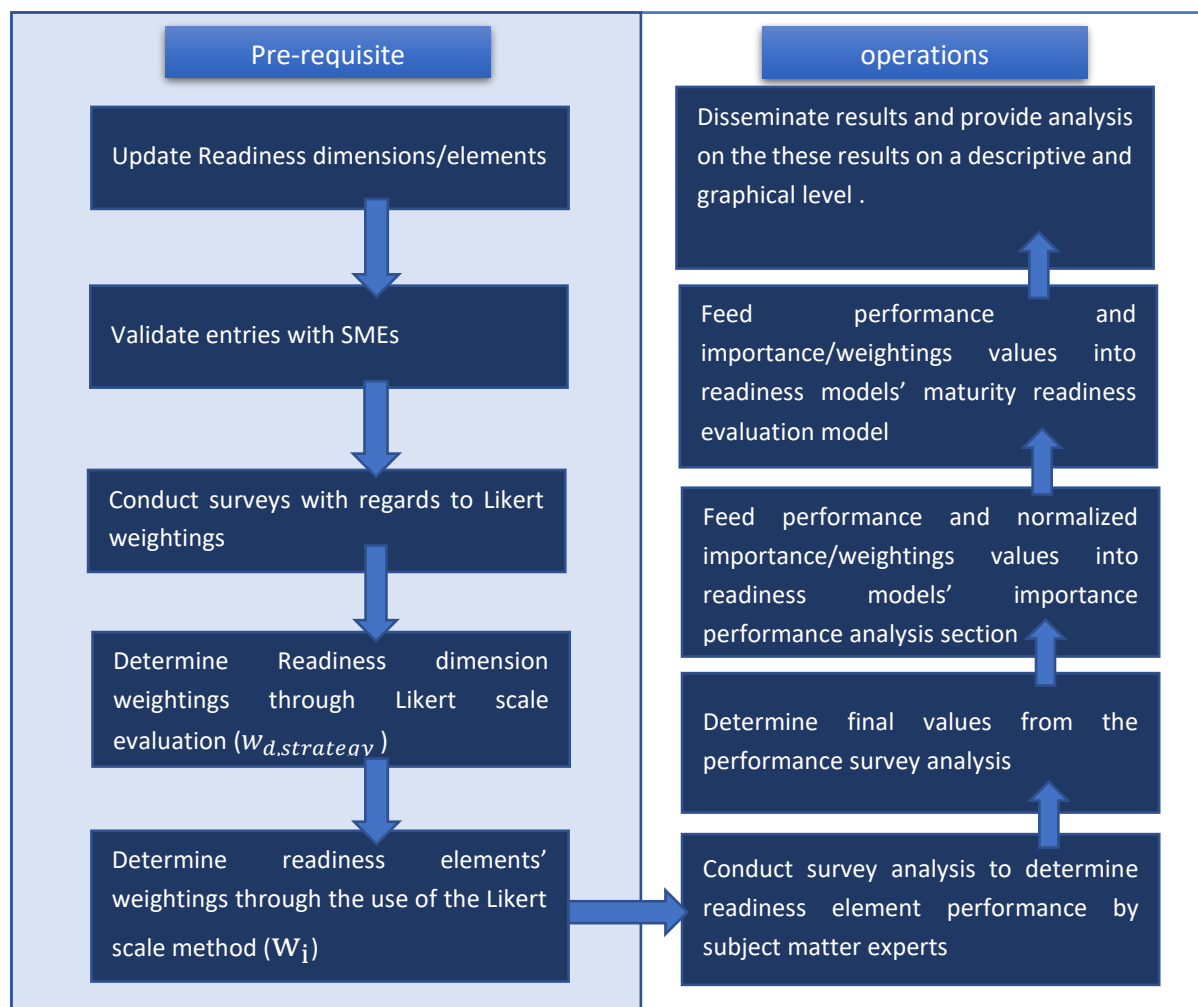 Pre-requisite
Update Readiness dimensions/elements
Validate entries with SMEs
Conduct surveys with regards to Likert
weightings
Determine Readiness dimension
weightings through Likert scale
evaluation (w_{d.strategy} )
Determine readiness elements’
weightings through the use of the Likert
scale method (w_i)
operations
Disseminate results and provide analysis
on the these results on a descriptive and
graphical level .
Feed performance and
importance/weightings values into
readiness models’ maturity readiness
evaluation model
Feed performance and normalized
importance/weightings values into
readiness models’ importance
performance analysis section
Determine final values from the
performance survey analysis
Conduct survey analysis to determine
readiness element performance by
subject matter experts